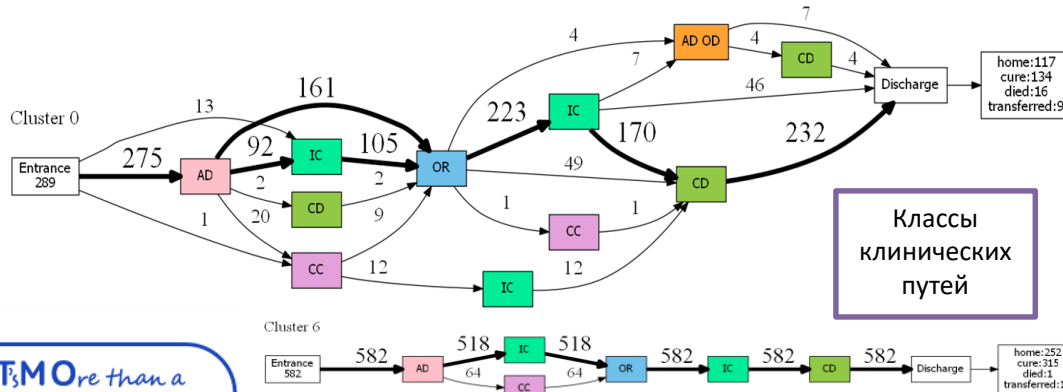 Cluster 0
Entrance
289
275
13
1
AD
161
92
2
20
IC
CD
CC
105
2
9
12
OR
IC
4
223
49
1
IC
CC
7
46
170
1
12
AD OD
7
4
CD
4
CD
232
Discharge
home:117
cure:134
died:16
transferred:9
Классы
клинических
путей
Cluster 6
Entrance
582
582
AD
518
64
IC
CC
518
64
OR
582
IC
582
CD
582
Discharge
home:252
cure:315
died:1
MOre than a